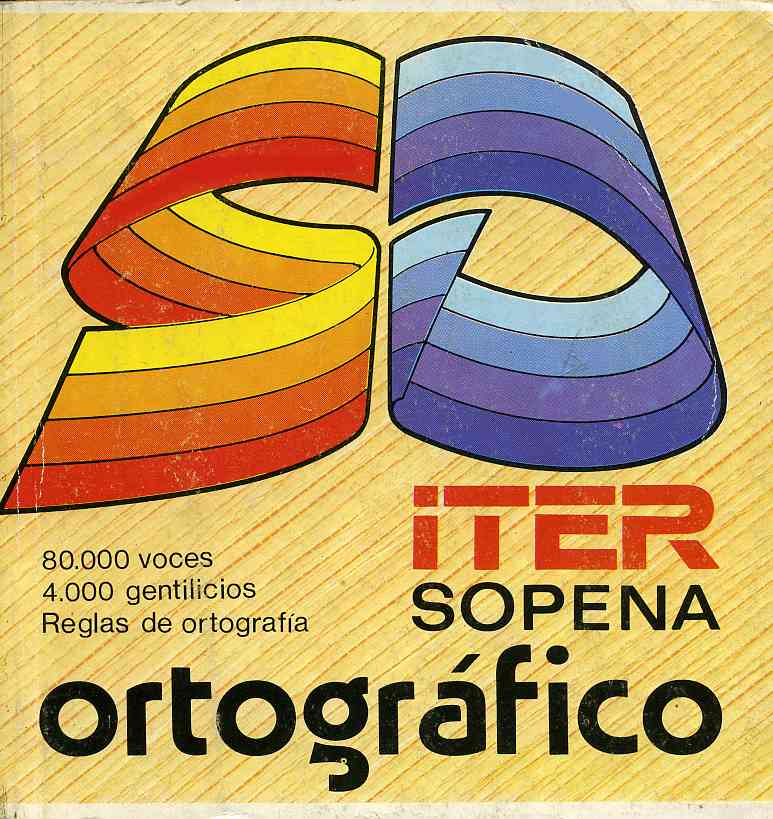 iTER
SOPENA
80.000 voces
4.000 gentilicios
Reglas de ortografía
ortográfico